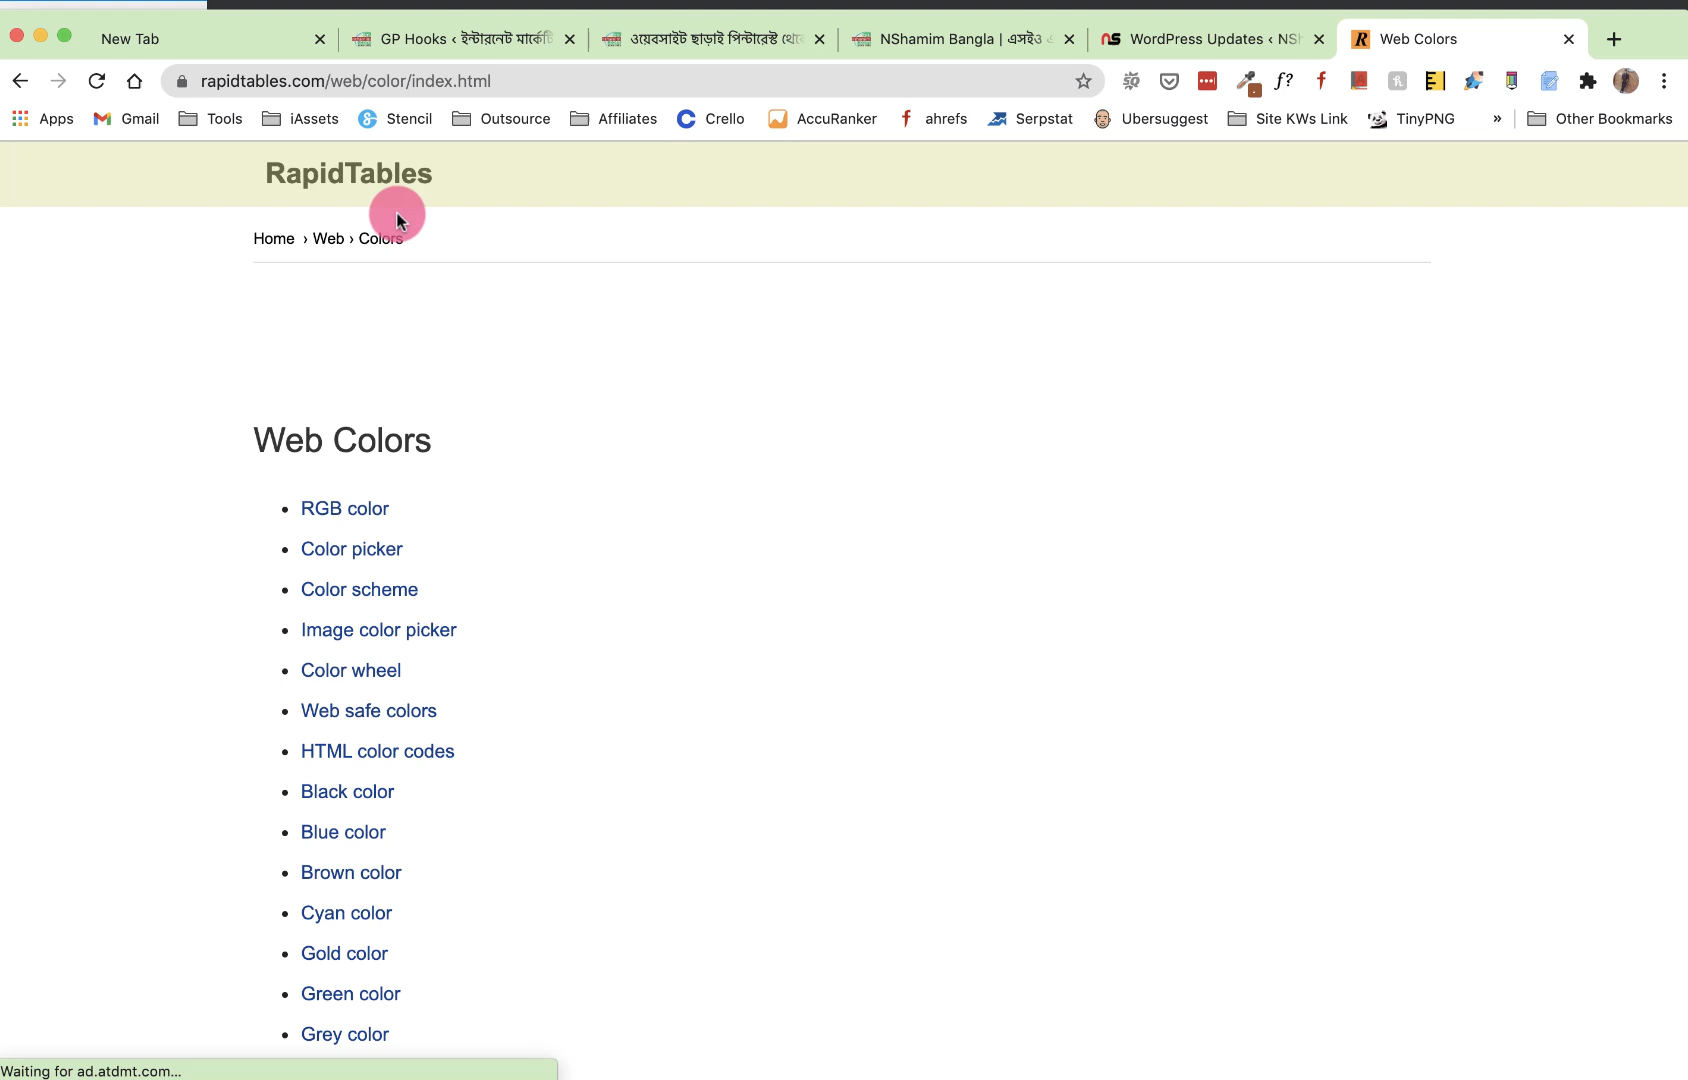 New Tab
GP Hooks ‹ ইন্টারনেট মার্কেটি
ওয়েবসাইট ছাড়াই পিন্টারেস্ট থেকে
NShamim Bangla | এসইও
WordPress Updates ‹ NSh
Web Colors
rapidtables.com/web/color/index.html
f?
Apps
Gmail
Tools
iAssets
Stencil
Outsource
Affiliates
Crello
AccuRanker
ahrefs
Serpstat
Ubersuggest
Site KWs Link
TinyPNG
»
Other Bookmarks
RapidTables
Home › Web › Colors
Web Colors
RGB color
Color picker
Color scheme
Image color picker
Color wheel
Web safe colors
HTML color codes
Black color
Blue color
Brown color
Cyan color
Gold color
Green color
Grey color
Waiting for ad.atdmt.com...